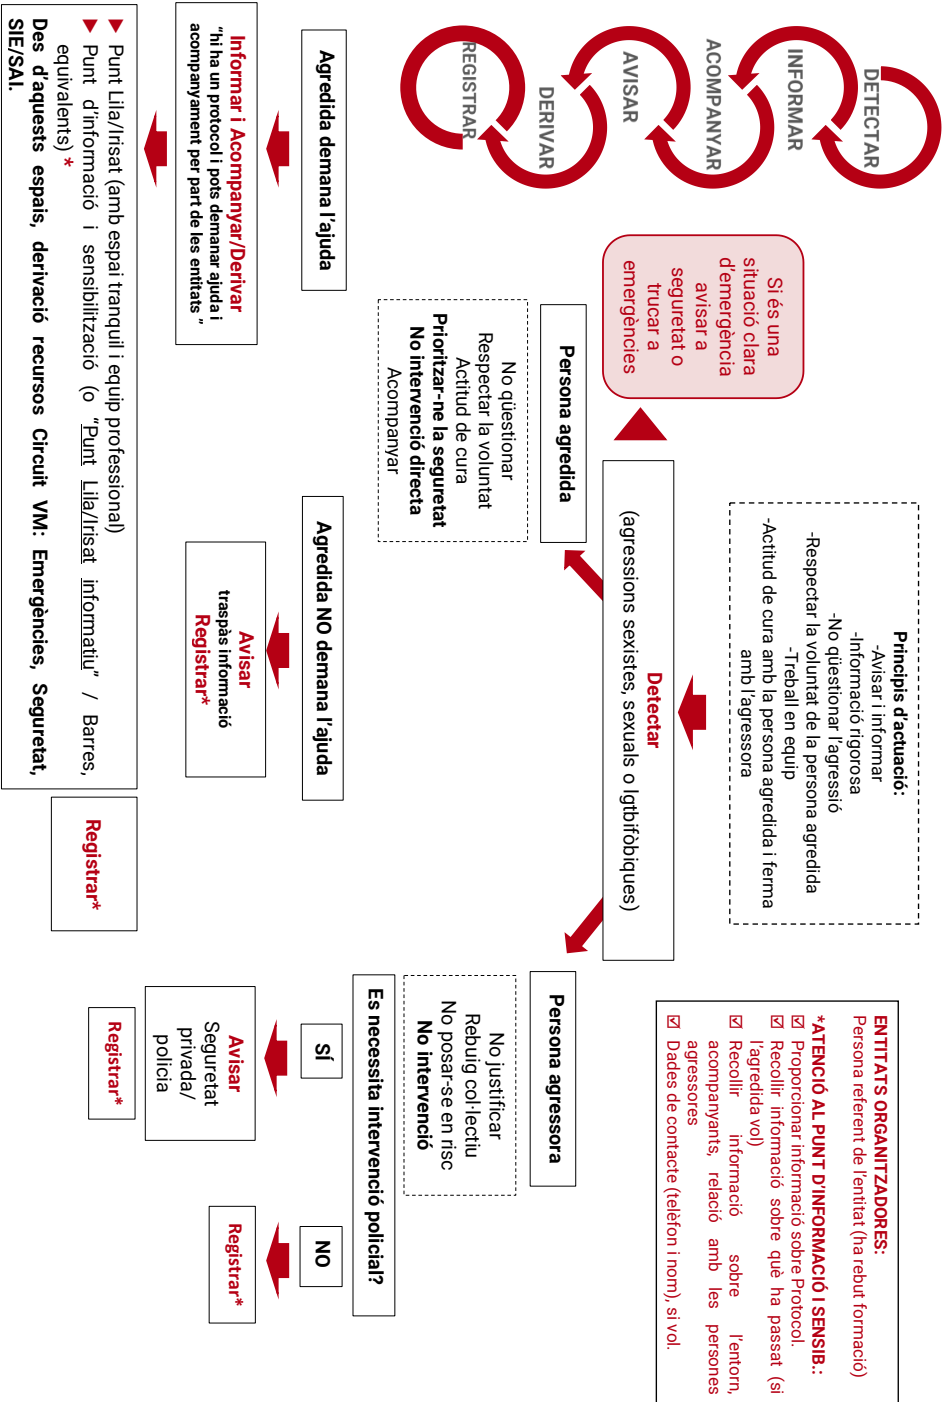 DETECTAR
INFORMAR
ACOMPANYAR
AVISAR
DERIVAR
REGISTRAR
Principis d'actuació:
-Avisar i informar
-Informació rigorosa
-No qüestionar l'agressió
-Respectar la voluntat de la persona agredida
-Treball en equip
-Actitud de cura amb la persona agredida i ferma
amb l'agressora
ENTITATS ORGANITZADORES:
Persona referent de l'entitat (ha rebut formació)
*ATENCIÓ AL PUNT D'INFORMACIÓ I SENSIB.:
☑ Proporcionar informació sobre Protocol.
☑ Recollir informació sobre què ha passat (si
l'agredida vol)
☑ Recollir informació sobre l'entorn,
acompanyants, relació amb les persones
agressores
☑ Dades de contacte (telèfon i nom), si vol.
Si és una
situació clara
d'emergència
avisar a
seguretat o
trucar a
emergències
Detectar
(agressions sexistes, sexuals o lgtbifòbiques)
Persona agredida
No qüestionar
Respectar la voluntat
Actitud de cura
Prioritzar-ne la seguretat
No intervenció directa
Acompanyar
Persona agressora
No justificar
Rebuig col·lectiu
No posar-se en risc
No intervenció
Es necessita intervenció policial?
Agredida demana l'ajuda
Agredida NO demana l'ajuda
SÍ
NO
Informar i Acompanyar/Derivar
"hi ha un protocol i pots demanar ajuda i
acompanyament per part de les entitats "
Avisar
traspàs informació
Registrar*
Avisar
Seguretat
privada/
policia
Registrar*
Registrar*
▶ Punt Lila/Irisat (amb espai tranquil i equip professional)
▶ Punt d'informació i sensibilització (o "Punt Lila/Irisat informatiu" / Barres,
equivalents) *
Des d'aquests espais, derivació recursos Circuit VM: Emergències, Seguretat,
SIE/SAI.
Registrar*